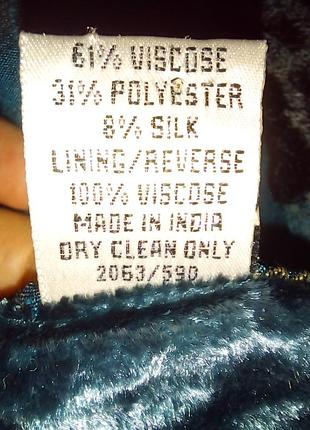 61% VISCOSE
31% POLYESTER
8% SILK
LINING/REVERSE
100% VISCOSE
MADE IN INDIA
DRY CLEAN ONLY
2063/590